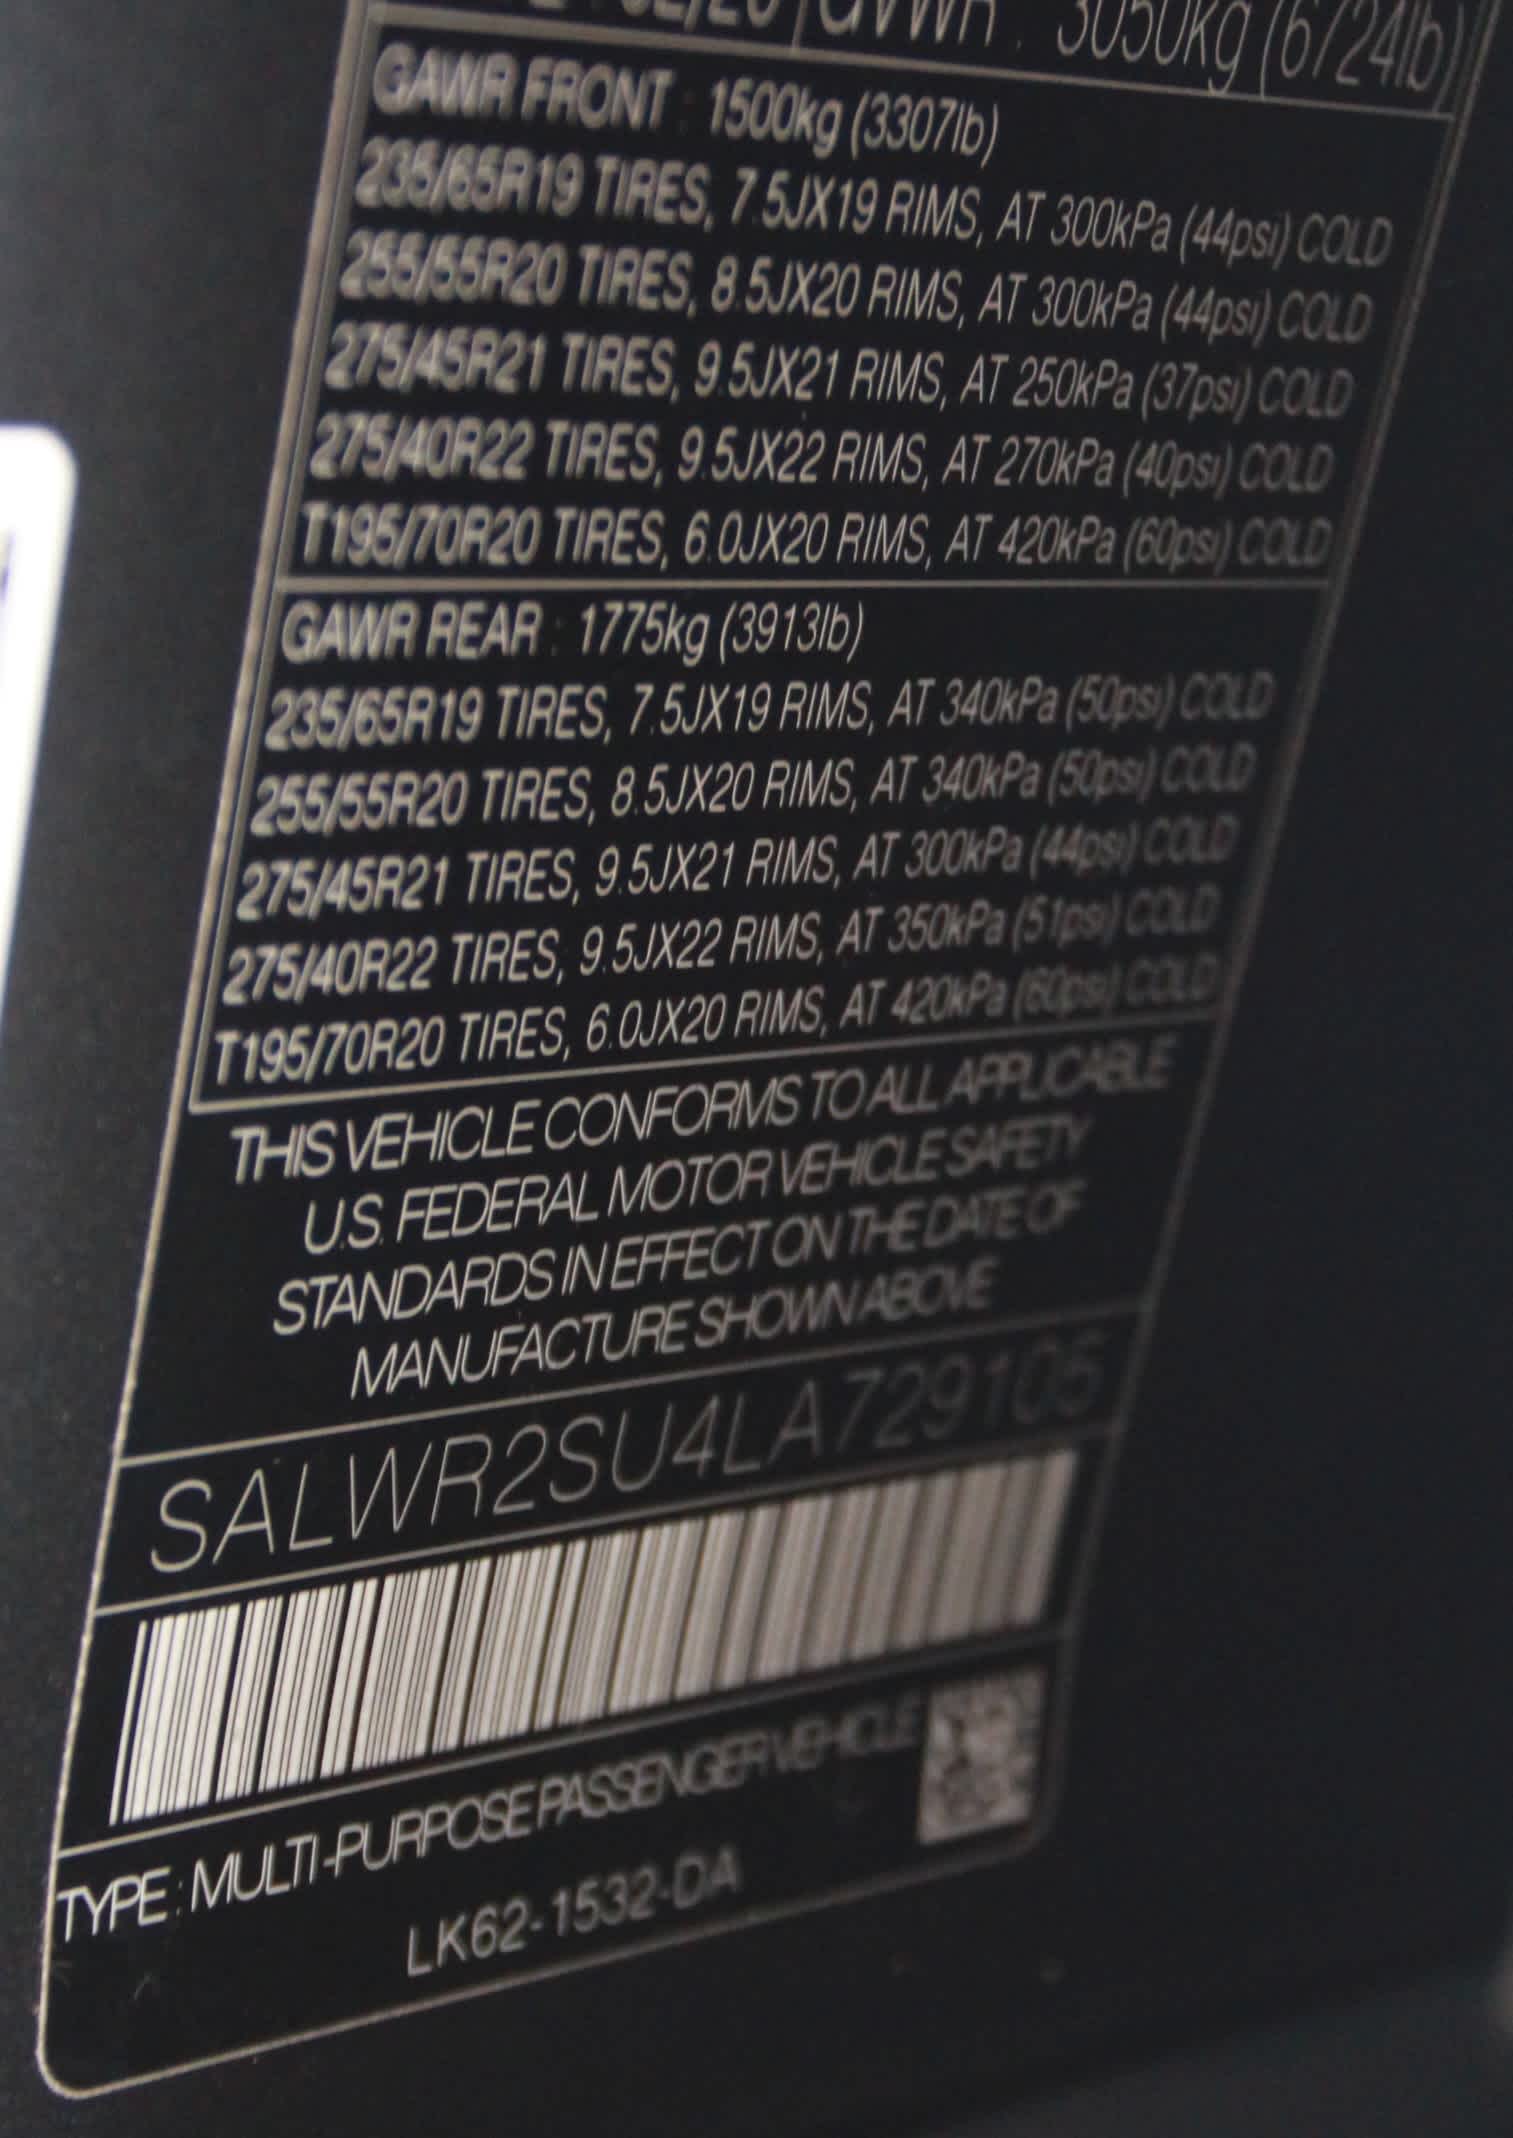 02/20 GVWR : 3050kg (6724lb)
GAWR FRONT : 1500kg (3307lb)
235/65R19 TIRES, 7.5JX19 RIMS, AT 300kPa (44psi) COLD
255/55R20 TIRES, 8.5JX20 RIMS, AT 300kPa (44psi) COLD
275/45R21 TIRES, 9.5JX21 RIMS, AT 250kPa (37psi) COLD
275/40R22 TIRES, 9.5JX22 RIMS, AT 270kPa (40psi) COLD
T195/70R20 TIRES, 6.0JX20 RIMS, AT 420kPa (60psi) COLD
GAWR REAR : 1775kg (3913lb)
235/65R19 TIRES, 7.5JX19 RIMS, AT 340kPa (50psi) COLD
255/55R20 TIRES, 8.5JX20 RIMS, AT 340kPa (50psi) COLD
275/45R21 TIRES, 9.5JX21 RIMS, AT 300kPa (44psi) COLD
275/40R22 TIRES, 9.5JX22 RIMS, AT 350kPa (51psi) COLD
T195/70R20 TIRES, 6.0JX20 RIMS, AT 420kPa (60psi) COLD
THIS VEHICLE CONFORMS TO ALL APPLICABLE
U.S. FEDERAL MOTOR VEHICLE SAFETY
STANDARDS IN EFFECT ON THE DATE OF
MANUFACTURE SHOWN ABOVE
SALWR2SU4LA729105
TYPE : MULTI-PURPOSE PASSENGER VEHICLE
LK62-1532-DA